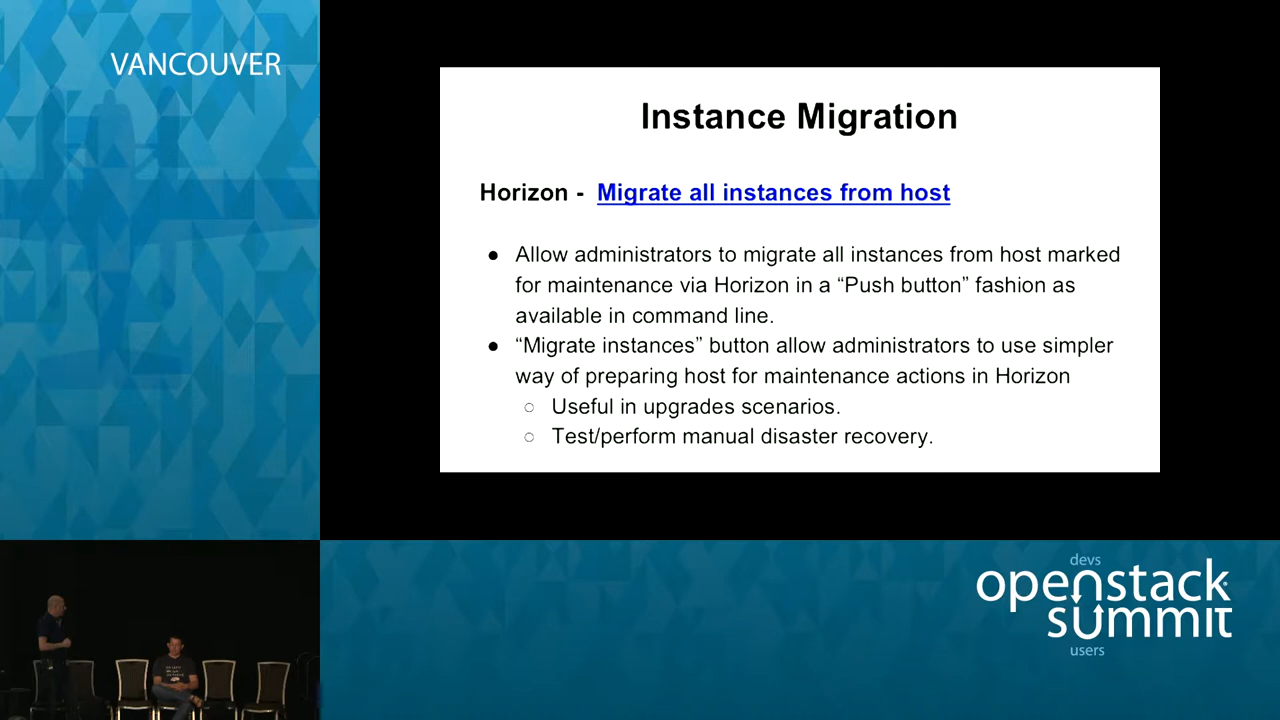 VANCOUVER
Instance Migration
Horizon - Migrate all instances from host
● Allow administrators to migrate all instances from host marked
for maintenance via Horizon in a “Push button” fashion as
available in command line.
● “Migrate instances” button allow administrators to use simpler
way of preparing host for maintenance actions in Horizon
○ Useful in upgrades scenarios.
○ Test/perform manual disaster recovery.
devs
openstack
summit
users